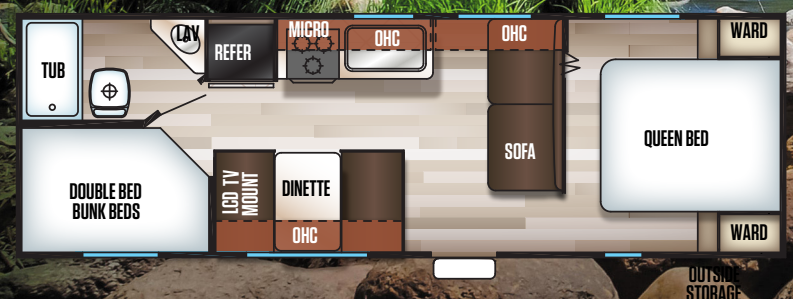 LAV
MICRO
OHC
OHC
WARD
REFER
TUB
QUEEN BED
SOFA
DOUBLE BED
BUNK BEDS
LCD TV
MOUNT
DINETTE
OHC
WARD
OUTSIDE
STORAGE